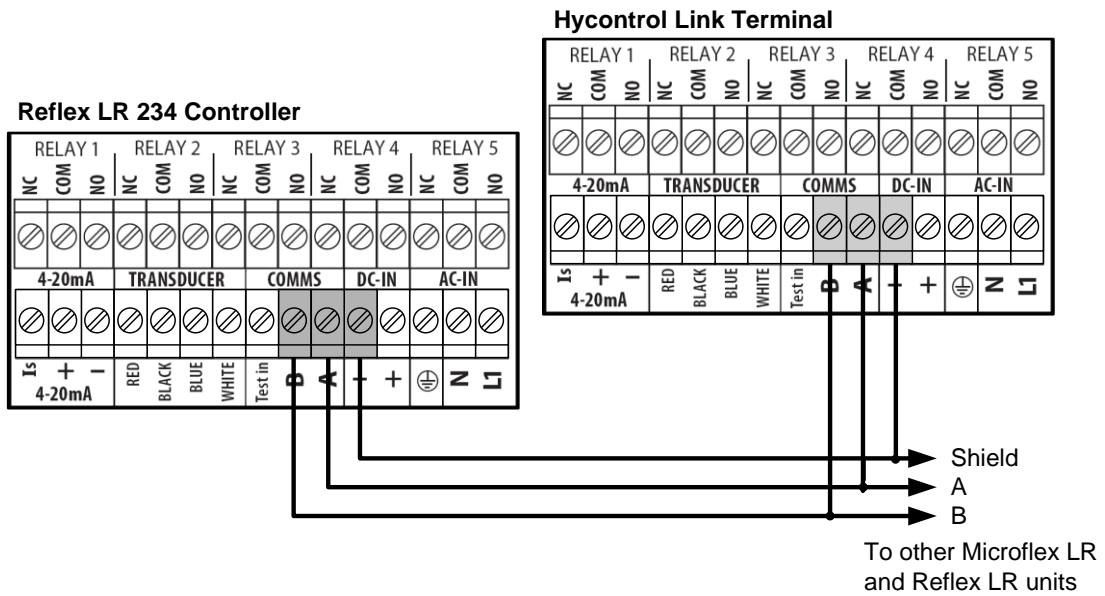 Hycontrol Link Terminal
RELAY 1 RELAY 2 RELAY 3 RELAY 4 RELAY 5
NC COM NO NC COM NO NC COM NO NC COM NO NC COM NO
4-20mA TRANSDUCER COMMS DC-IN AC-IN
Is + − RED BLACK BLUE WHITE Test in B A − + N L1
4-20mA
Reflex LR 234 Controller
RELAY 1 RELAY 2 RELAY 3 RELAY 4 RELAY 5
NC COM NO NC COM NO NC COM NO NC COM NO NC COM NO
4-20mA TRANSDUCER COMMS DC-IN AC-IN
Is + − RED BLACK BLUE WHITE Test in B A − + N L1
4-20mA
Shield
A
B
To other Microflex LR
and Reflex LR units